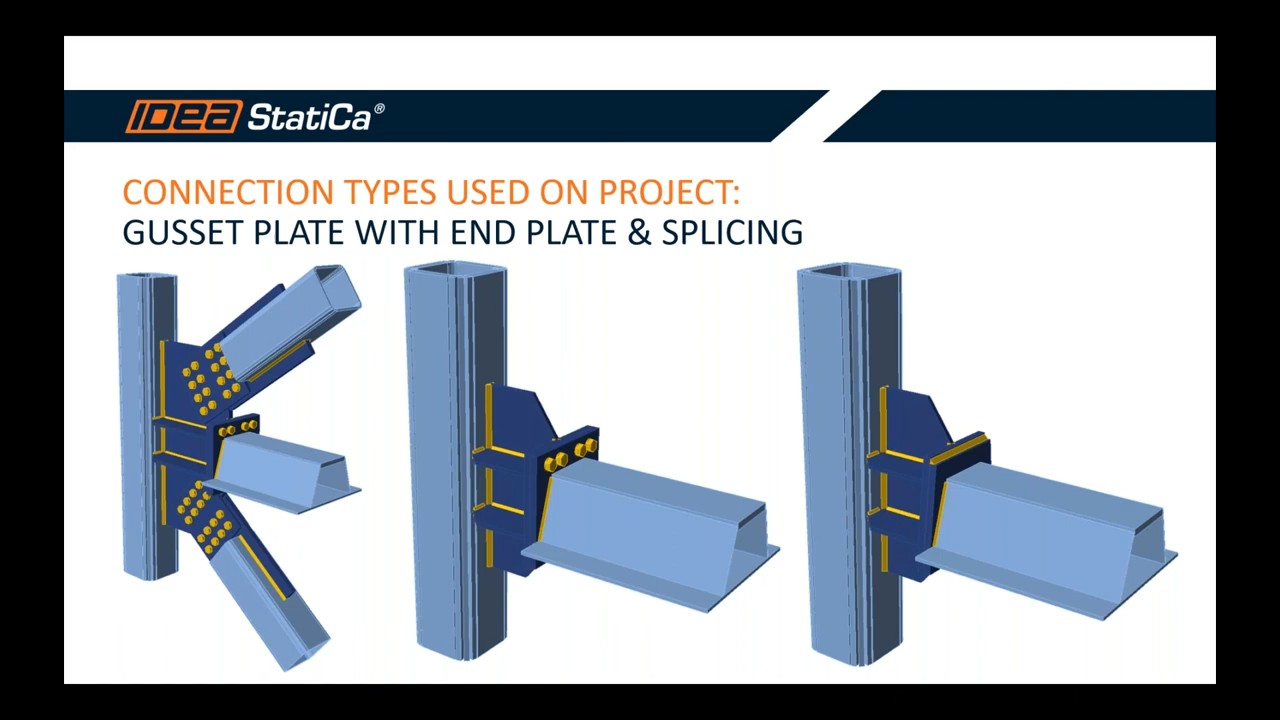 IDEA StatiCa®
CONNECTION TYPES USED ON PROJECT:
GUSSET PLATE WITH END PLATE & SPLICING